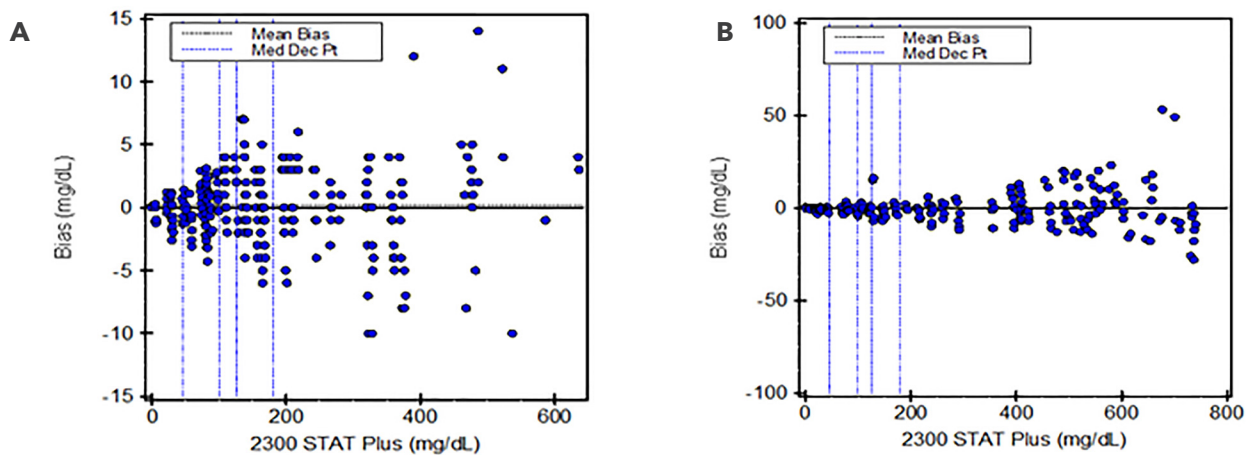 A
15
10
5
0
-5
-10
-15
Bias (mg/dL)
Mean Bias
Med Dec Pt
0
200
400
600
2300 STAT Plus (mg/dL)
B
100
50
0
-50
-100
Bias (mg/dL)
Mean Bias
Med Dec Pt
0
200
400
600
800
2300 STAT Plus (mg/dL)